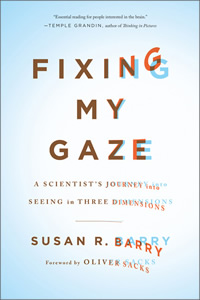 "Essential reading for people interested in the brain."
—TEMPLE GRANDIN, author of Thinking in Pictures
FIXING
MY
GAZE
A SCIENTIST'S JOURNEY into
SEEING in THREE DIMENSIONS
SUSAN R. BARRY
Foreword by OLIVER SACKS